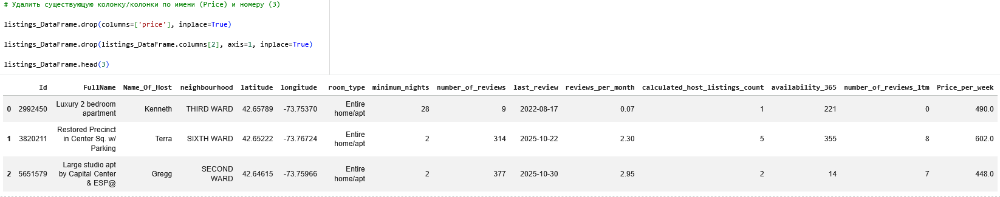 # Удалить существующую колонку/колонки по имени (Price) и номеру (3)
listings_DataFrame.drop(columns=['price'], inplace=True)
listings_DataFrame.drop(listings_DataFrame.columns[2], axis=1, inplace=True)
listings_DataFrame.head(3)
Id FullName Name_Of_Host neighbourhood latitude longitude room_type minimum_nights number_of_reviews last_review reviews_per_month calculated_host_listings_count availability_365 number_of_reviews_ltm Price_per_week
0 2992450 Luxury 2 bedroom apartment Kenneth THIRD WARD 42.65789 -73.75370 Entire home/apt 28 9 2022-08-17 0.07 1 221 0 490.0
1 3820211 Restored Precinct in Center Sq. w/ Parking Terra SIXTH WARD 42.65222 -73.76724 Entire home/apt 2 314 2025-10-22 2.30 5 355 8 602.0
2 5651579 Large studio apt by Capital Center & ESP@ Gregg SECOND WARD 42.64615 -73.75966 Entire home/apt 2 377 2025-10-30 2.95 2 14 7 448.0